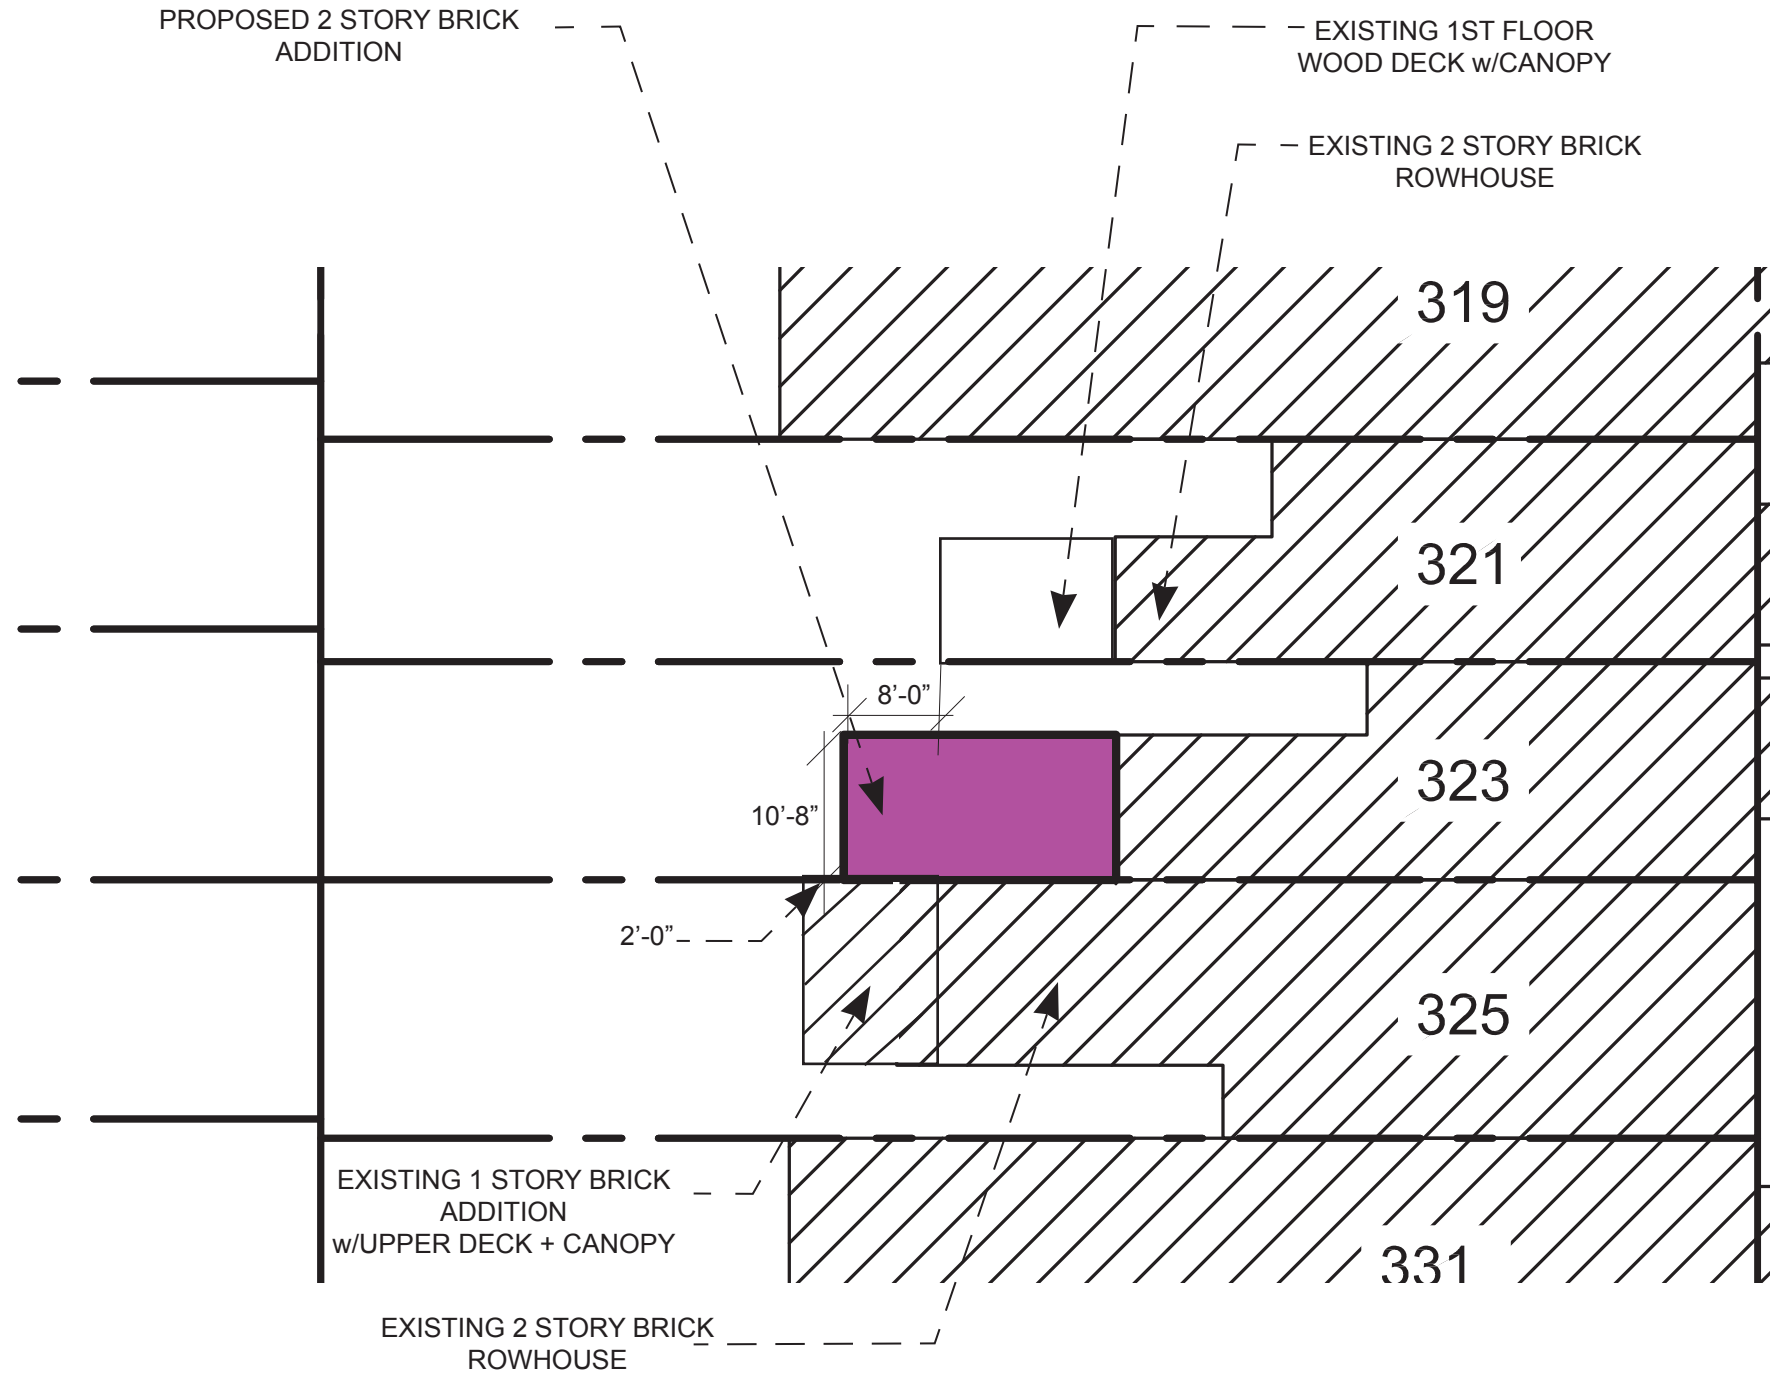 PROPOSED 2 STORY BRICK
ADDITION
EXISTING 1ST FLOOR
WOOD DECK w/CANOPY
EXISTING 2 STORY BRICK
ROWHOUSE
319
321
8’-0”
323
10’-8”
2’-0”
325
EXISTING 1 STORY BRICK
ADDITION
w/UPPER DECK + CANOPY
331
EXISTING 2 STORY BRICK
ROWHOUSE